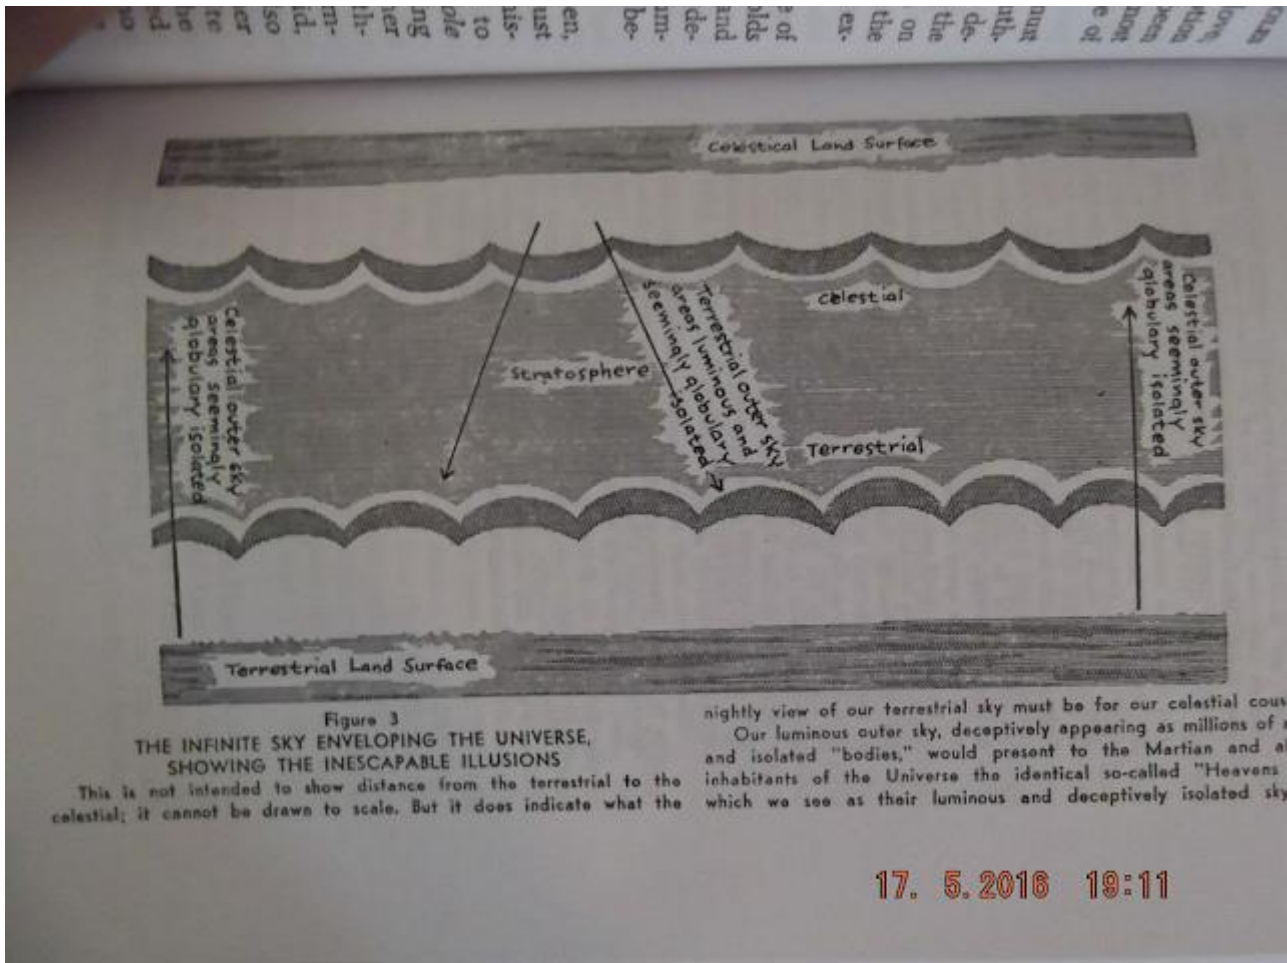 Celestical Land Surface
Celestial outer sky
areas seemingly
globulary isolated
Stratosphere
Terrestrial outer sky
areas luminous and
seemingly globulary
isolated
Celestial
Terrestrial
Celestial outer sky
areas seemingly
globulary isolated
Terrestrial Land Surface
Figure 3
THE INFINITE SKY ENVELOPING THE UNIVERSE,
SHOWING THE INESCAPABLE ILLUSIONS
This is not intended to show distance from the terrestrial to the
celestial; it cannot be drawn to scale. But it does indicate what the
nightly view of our terrestrial sky must be for our celestial cous
Our luminous outer sky, deceptively appearing as millions of
and isolated "bodies," would present to the Martian and al
inhabitants of the Universe the identical so-called "Heavens
which we see as their luminous and deceptively isolated sky
17. 5.2016 19:11